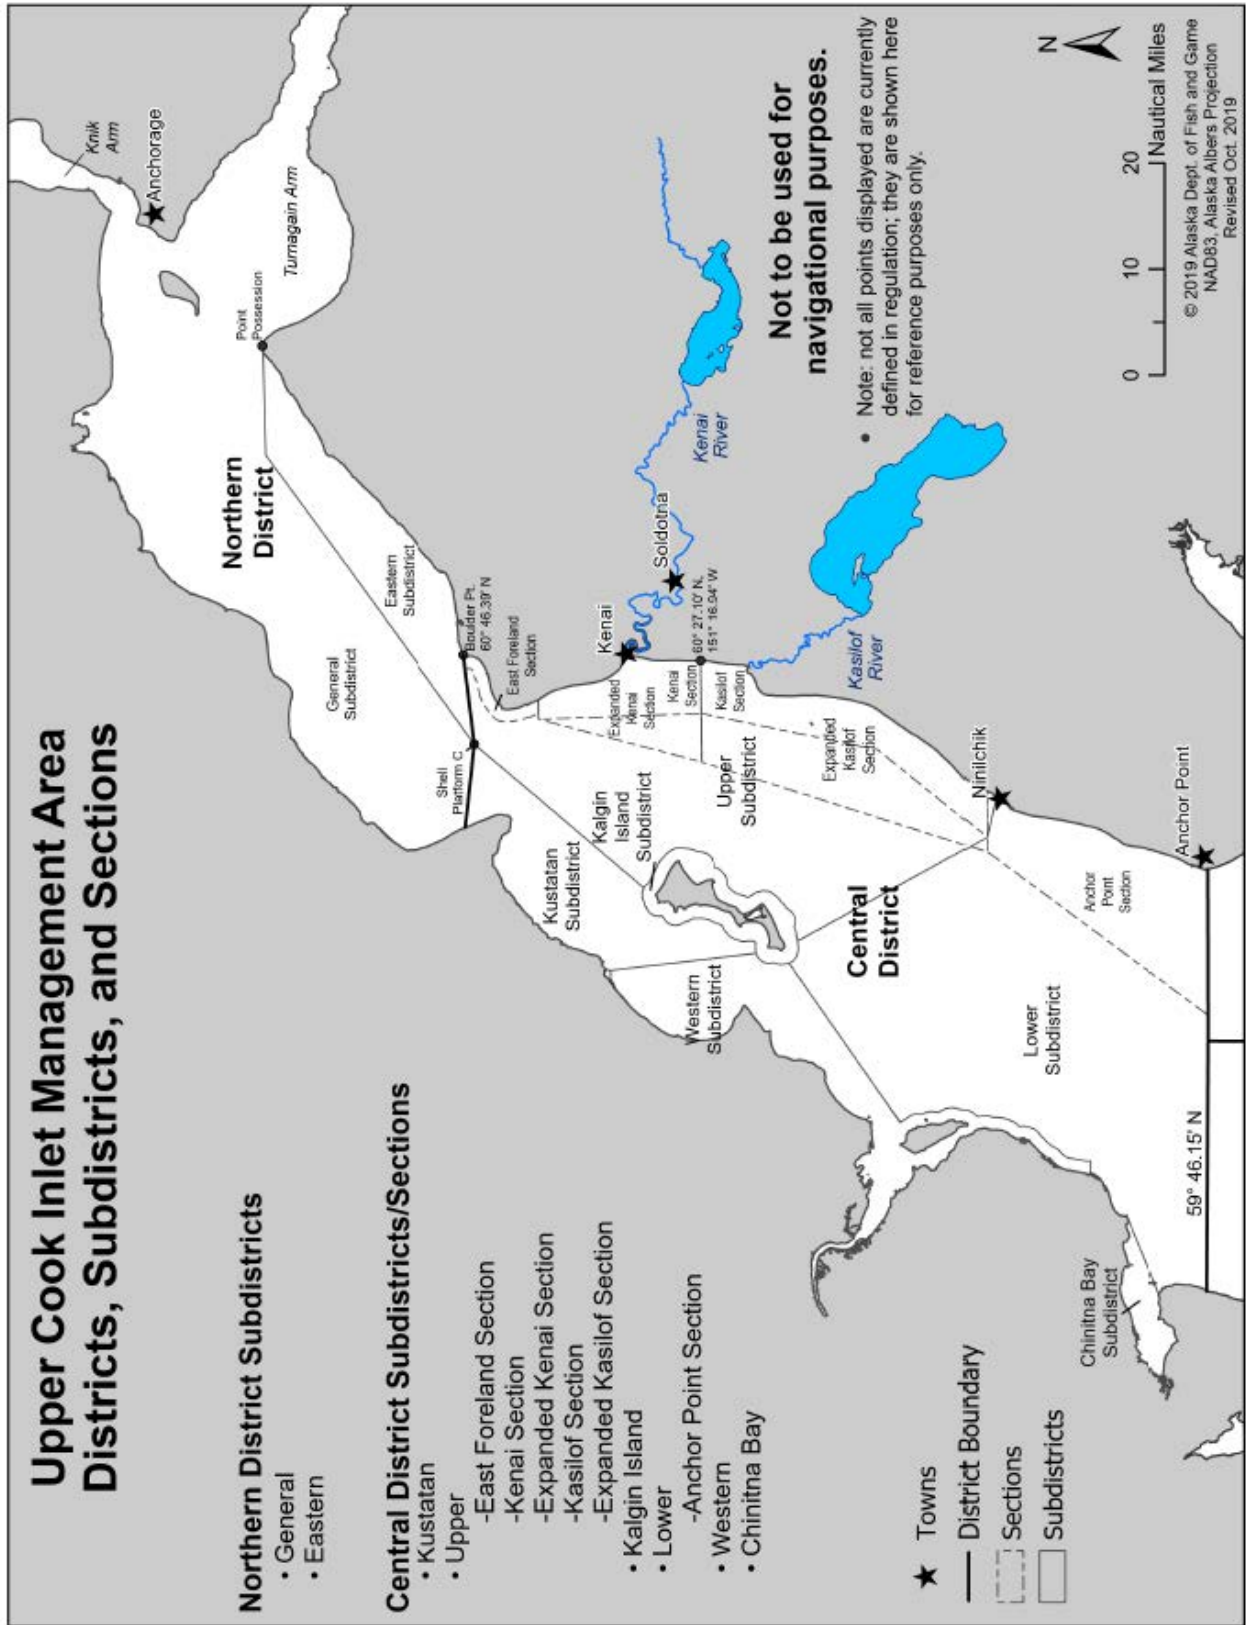 Upper Cook Inlet Management Area
Districts, Subdistricts, and Sections
Northern District Subdistricts
• General
• Eastern
Central District Subdistricts/Sections
• Kustatan
• Upper
-East Foreland Section
-Kenai Section
-Expanded Kenai Section
-Kasilof Section
-Expanded Kasilof Section
• Kalgin Island
• Lower
-Anchor Point Section
• Western
• Chinitna Bay
Towns
District Boundary
Sections
Subdistricts
Knik
Arm
Anchorage
Turnagain Arm
Point
Possession
Northern
District
General
Subdistrict
Eastern
Subdistrict
Shell
Platform C
Boulder Pt.
60° 46.39' N
East Foreland
Section
Kustatan
Subdistrict
Kalgin
Island
Subdistrict
Expanded
Kenai
Section
Kenai
Section
Kenai
Soldotna
60° 27.10' N,
151° 16.94' W
Kasilof
Section
Upper
Subdistrict
Western
Subdistrict
Expanded
Kasilof
Section
Kenai
River
Kasilof
River
Central
District
Ninilchik
Lower
Subdistrict
Anchor
Point
Section
Anchor Point
Chinitna Bay
Subdistrict
59° 46.15' N
Not to be used for
navigational purposes.
• Note: not all points displayed are currently
defined in regulation; they are shown here
for reference purposes only.
N
0 10 20
Nautical Miles
© 2019 Alaska Dept. of Fish and Game
NAD83, Alaska Albers Projection
Revised Oct. 2019